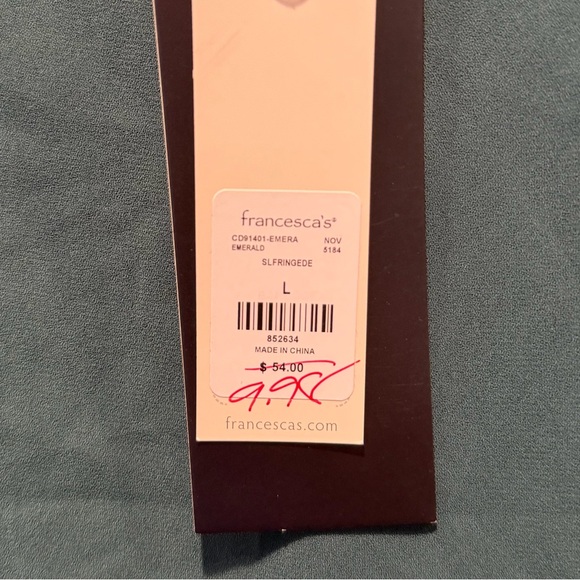 francesca's®
CD91401-EMERA NOV
EMERALD 5184
SLFRINGEDE
L
852634
MADE IN CHINA
$ 54.00
9.98
francescas.com